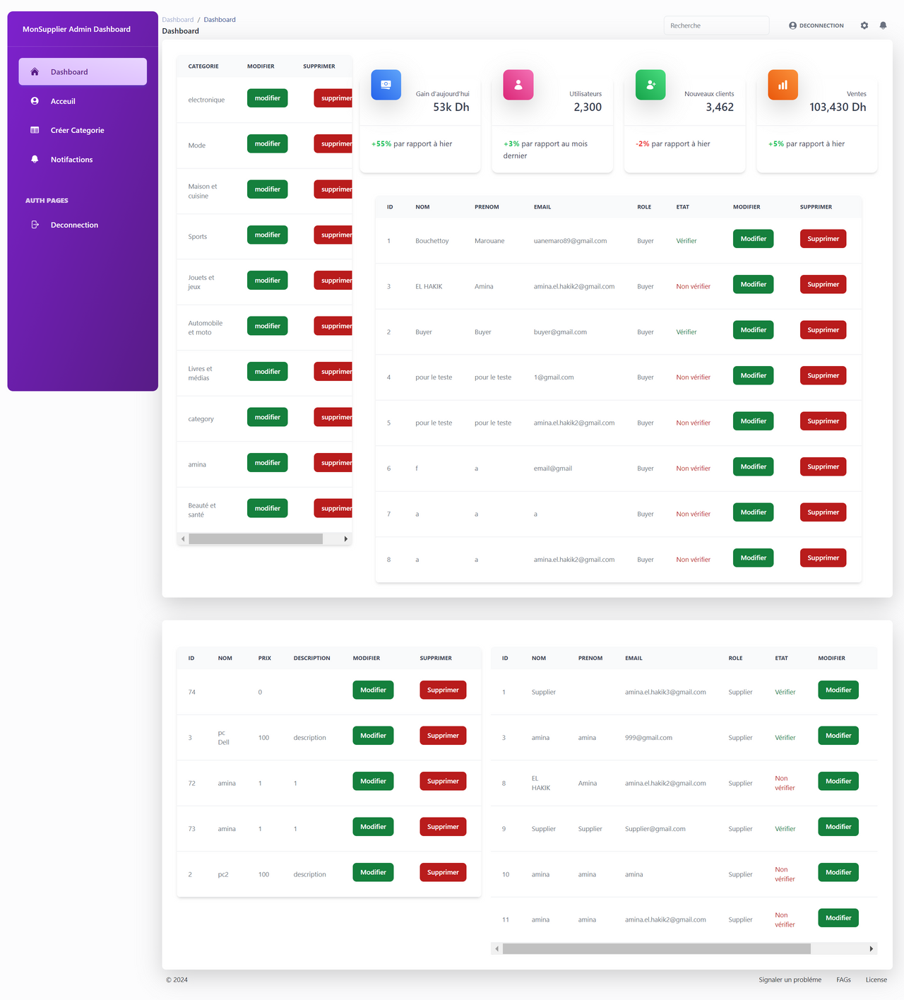 MonSupplier Admin Dashboard
Dashboard
Acceuil
Créer Categorie
Notifactions
AUTH PAGES
Deconnection
Dashboard / Dashboard
Dashboard
Recherche
DECONNECTION
CATEGORIE MODIFIER SUPPRIMER
electronique modifier supprimer
Mode modifier supprimer
Maison et
cuisine modifier supprimer
Sports modifier supprimer
Jouets et
jeux modifier supprimer
Automobile
et moto modifier supprimer
Livres et
médias modifier supprimer
category modifier supprimer
amina modifier supprimer
Beauté et
santé modifier supprimer
Gain d'aujourd'hui
53k Dh
+55% par rapport à hier
Utilisateurs
2,300
+3% par rapport au mois
dernier
Nouveaux clients
3,462
-2% par rapport à hier
Ventes
103,430 Dh
+5% par rapport à hier
ID NOM PRENOM EMAIL ROLE ETAT MODIFIER SUPPRIMER
1 Bouchettoy Marouane uanemaro89@gmail.com Buyer Vérifier Modifier Supprimer
3 EL HAKIK Amina amina.el.hakik2@gmail.com Buyer Non vérifier Modifier Supprimer
2 Buyer Buyer buyer@gmail.com Buyer Vérifier Modifier Supprimer
4 pour le teste pour le teste 1@gmail.com Buyer Non vérifier Modifier Supprimer
5 pour le teste pour le teste amina.el.hakik2@gmail.com Buyer Non vérifier Modifier Supprimer
6 f a email@gmail Buyer Non vérifier Modifier Supprimer
7 a a a Buyer Non vérifier Modifier Supprimer
8 a a amina.el.hakik2@gmail.com Buyer Non vérifier Modifier Supprimer
ID NOM PRIX DESCRIPTION MODIFIER SUPPRIMER
74 0 Modifier Supprimer
3 pc
Dell 100 description Modifier Supprimer
72 amina 1 1 Modifier Supprimer
73 amina 1 1 Modifier Supprimer
2 pc2 100 description Modifier Supprimer
ID NOM PRENOM EMAIL ROLE ETAT MODIFIER
1 Supplier amina.el.hakik3@gmail.com Supplier Vérifier Modifier
3 amina amina 999@gmail.com Supplier Vérifier Modifier
8 EL
HAKIK Amina amina.el.hakik2@gmail.com Supplier Non
vérifier Modifier
9 Supplier Supplier Supplier@gmail.com Supplier Vérifier Modifier
10 amina amina amina Supplier Non
vérifier Modifier
11 amina amina amina.el.hakik2@gmail.com Supplier Non
vérifier Modifier
© 2024
Signaler un probléme FAGs License